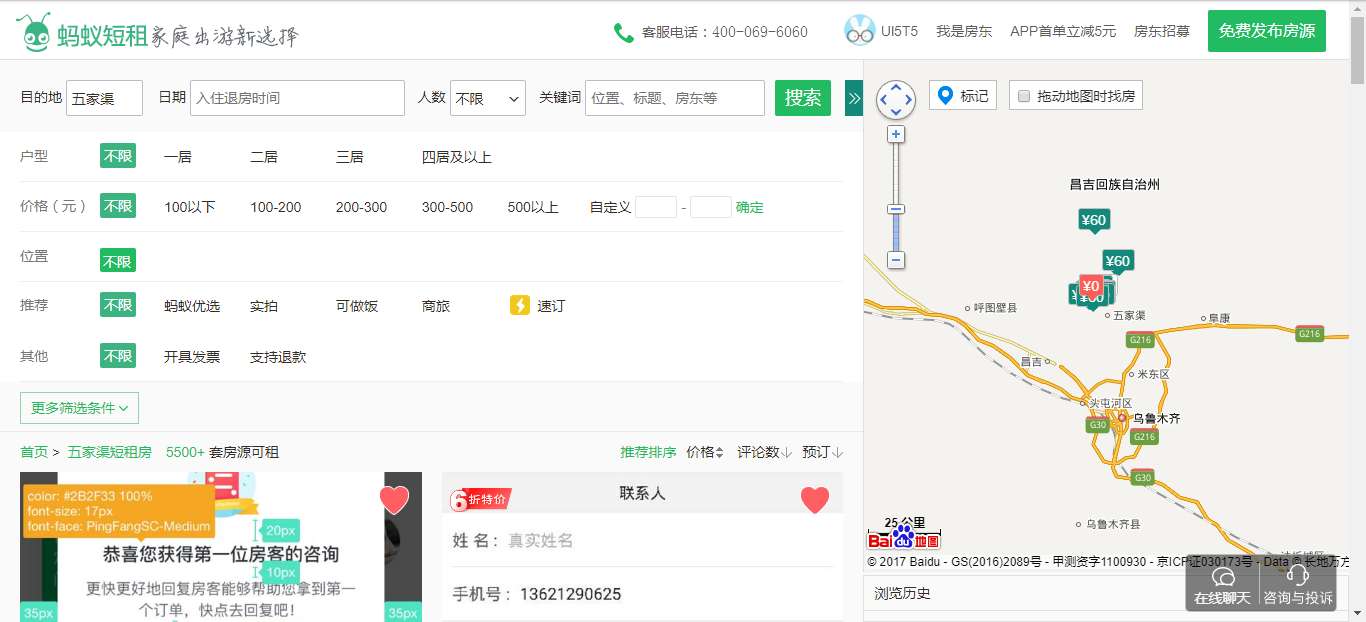 蚂蚁短租 家庭出游新选择
客服电话：400-069-6060
UI5T5 我是房东 APP首单立减5元 房东招募 免费发布房源
目的地 五家渠 日期 入住退房时间 人数 不限 关键词 位置、标题、房东等 搜索
户型 不限 一居 二居 三居 四居及以上
价格（元） 不限 100以下 100-200 200-300 300-500 500以上 自定义 - 确定
位置 不限
推荐 不限 蚂蚁优选 实拍 可做饭 商旅 速订
其他 不限 开具发票 支持退款
更多筛选条件
首页 > 五家渠短租房 5500+ 套房源可租
推荐排序 价格 评论数 预订
color: #2B2F33 100%
font-size: 17px
font-face: PingFangSC-Medium
20px
恭喜您获得第一位房客的咨询
10px
更快更好地回复房客能够帮助您拿到第一
个订单，快点去回复吧！
35px
35px
6折特价
联系人
姓 名： 真实姓名
手机号： 13621290625
标记 拖动地图时找房
昌吉回族自治州
¥60
¥60
¥0
¥60
五家渠
呼图壁县
阜康
G216
G216
昌吉
米东区
头屯河区
乌鲁木齐
G30
G216
G30
乌鲁木齐县
25 公里
Bai du 地图
© 2017 Baidu - GS(2016)2089号 - 甲测资字1100930 - 京ICP证030173号 - Data © 长地万方
浏览历史
在线聊天 咨询与投诉